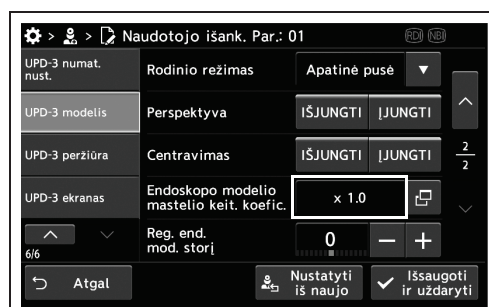 > > Naudotojo išank. Par.: 01 RDI NBI
UPD-3 numat.
nust.
Rodinio režimas Apatinė pusė
UPD-3 modelis
Perspektyva IŠJUNGTI ĮJUNGTI
UPD-3 peržiūra
Centravimas IŠJUNGTI ĮJUNGTI
2
2
UPD-3 ekranas
Endoskopo modelio
mastelio keit. koefic.
x 1.0
6/6
Reg. end.
mod. storį
0 − +
Atgal
Nustatyti
iš naujo
Išsaugoti
ir uždaryti